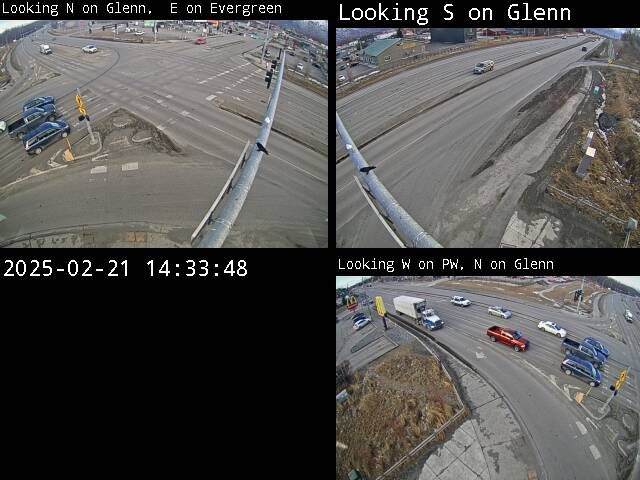 Looking N on Glenn,  E on Evergreen
Looking S on Glenn
2025-02-21 14:33:48
Looking W on PW, N on Glenn